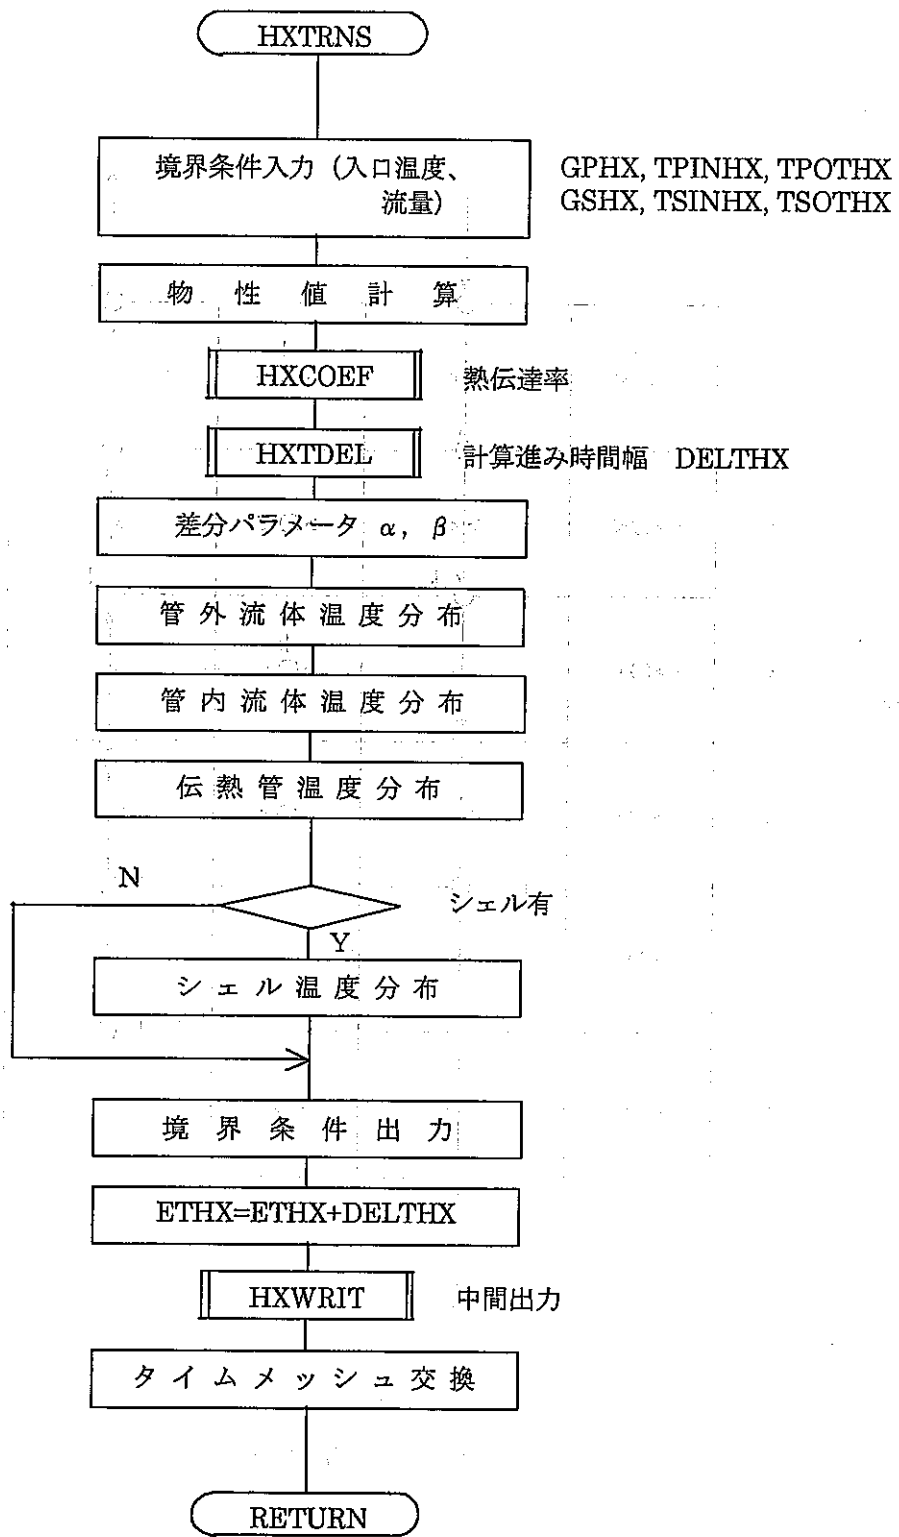 HXTRNS
境界条件入力 (入口温度、 GPHX, TPINHX, TPOTHX
流量) GSHX, TSINHX, TSOTHX
物性値計算
HXCOEF 熱伝達率
HXTDEL 計算進み時間幅 DELTHX
差分パラメータ α, β
管外流体温度分布
管内流体温度分布
伝熱管温度分布
N シェル有
Y
シェル温度分布
境界条件出力
ETHX=ETHX+DELTHX
HXWRIT 中間出力
タイムメッシュ交換
RETURN